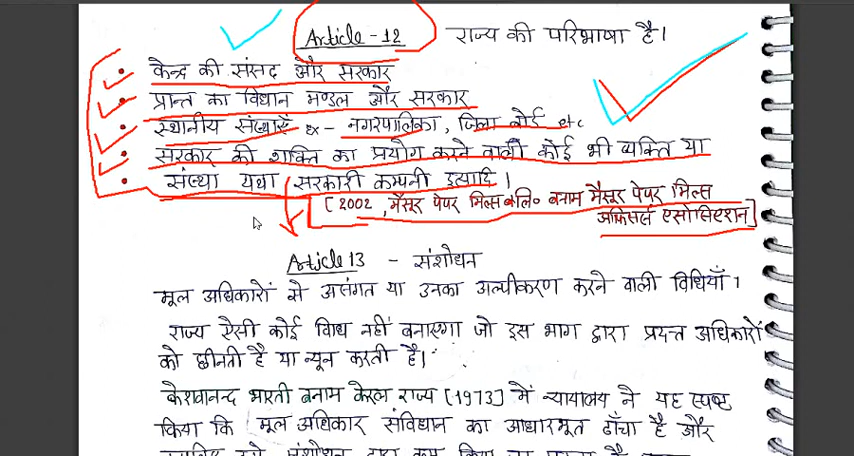 Article-12 राज्य की परिभाषा है।
• केन्द्र की संसद और सरकार
• प्रान्त का विधान मण्डल और सरकार
• स्थानीय संस्थाएँ ex- नगरपालिका, जिला बोर्ड etc
• सरकार की शक्ति का प्रयोग करने वाली कोई भी व्यक्ति या
• संस्था यथा सरकारी कम्पनी इत्यादि।
[2002, मैसूर पेपर मिल्स लि० बनाम मैसूर पेपर मिल्स
ऑफिसर्स एसोसिएशन]
Article 13 - संशोधन
मूल अधिकारों से असंगत या उनका अल्पीकरण करने वाली विधियाँ।
राज्य ऐसी कोई विधि नहीं बनाएगा जो इस भाग द्वारा प्रदत्त अधिकारों
को छीनती है या न्यून करती है।
केशवानन्द भारती बनाम केरल राज्य [1973] में न्यायालय ने यह स्पष्ट
किया कि मूल अधिकार संविधान का आधारभूत ढाँचा है और